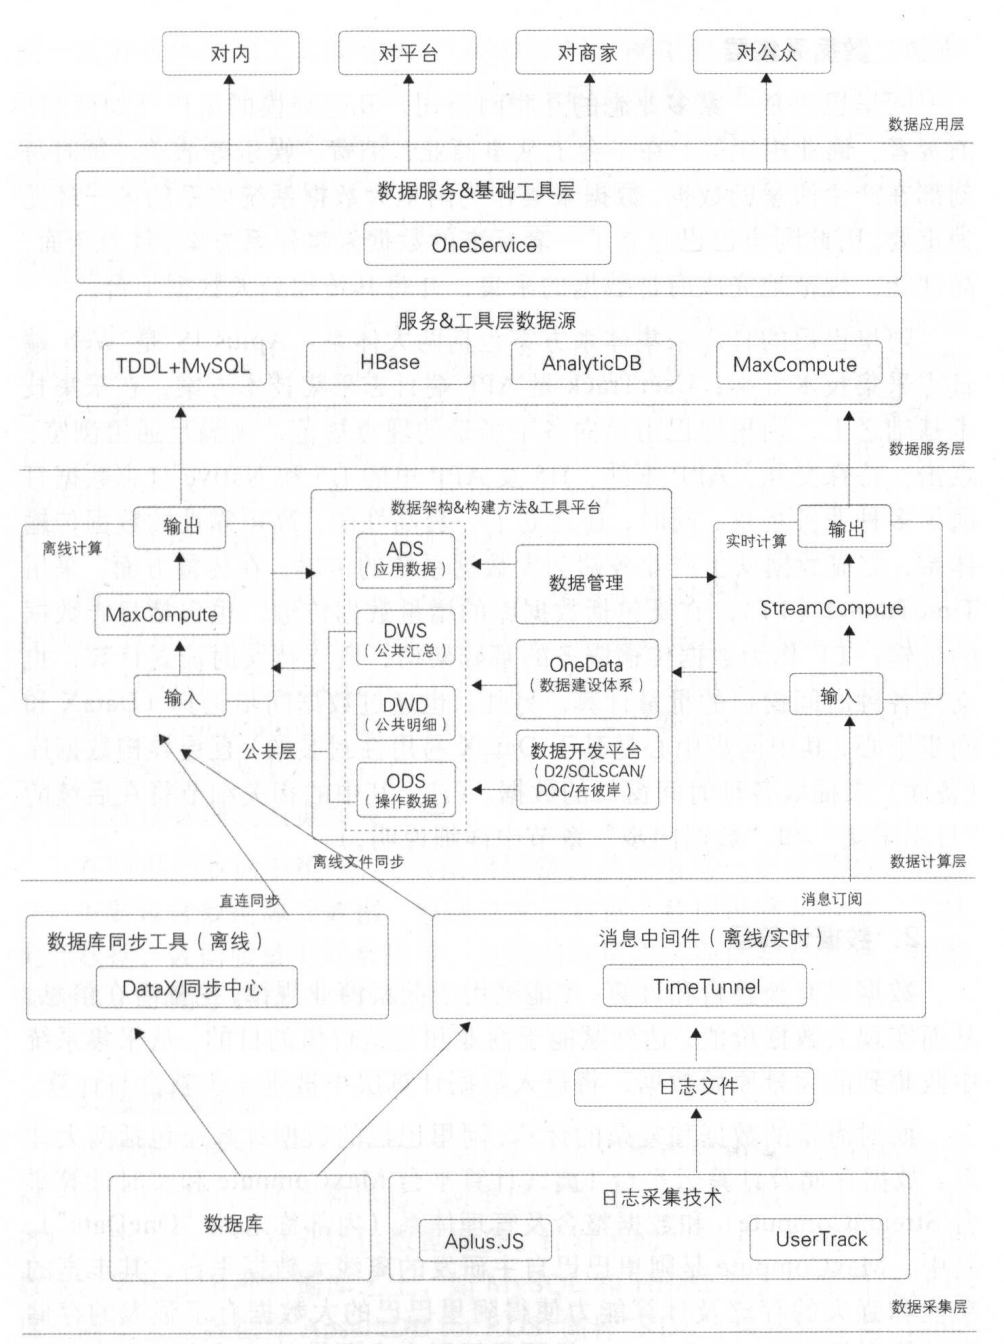 对内
对平台
对商家
对公众
数据应用层
数据服务&基础工具层
OneService
服务&工具层数据源
TDDL+MySQL
HBase
AnalyticDB
MaxCompute
数据服务层
数据架构&构建方法&工具平台
输出
离线计算
MaxCompute
输入
ADS
（应用数据）
DWS
（公共汇总）
DWD
（公共明细）
ODS
（操作数据）
公共层
数据管理
OneData
（数据建设体系）
数据开发平台
（D2/SQLSCAN/
DQC/在彼岸）
输出
实时计算
StreamCompute
输入
离线文件同步
数据计算层
直连同步
消息订阅
数据库同步工具（离线）
DataX/同步中心
消息中间件（离线/实时）
TimeTunnel
日志文件
数据库
日志采集技术
Aplus.JS
UserTrack
数据采集层